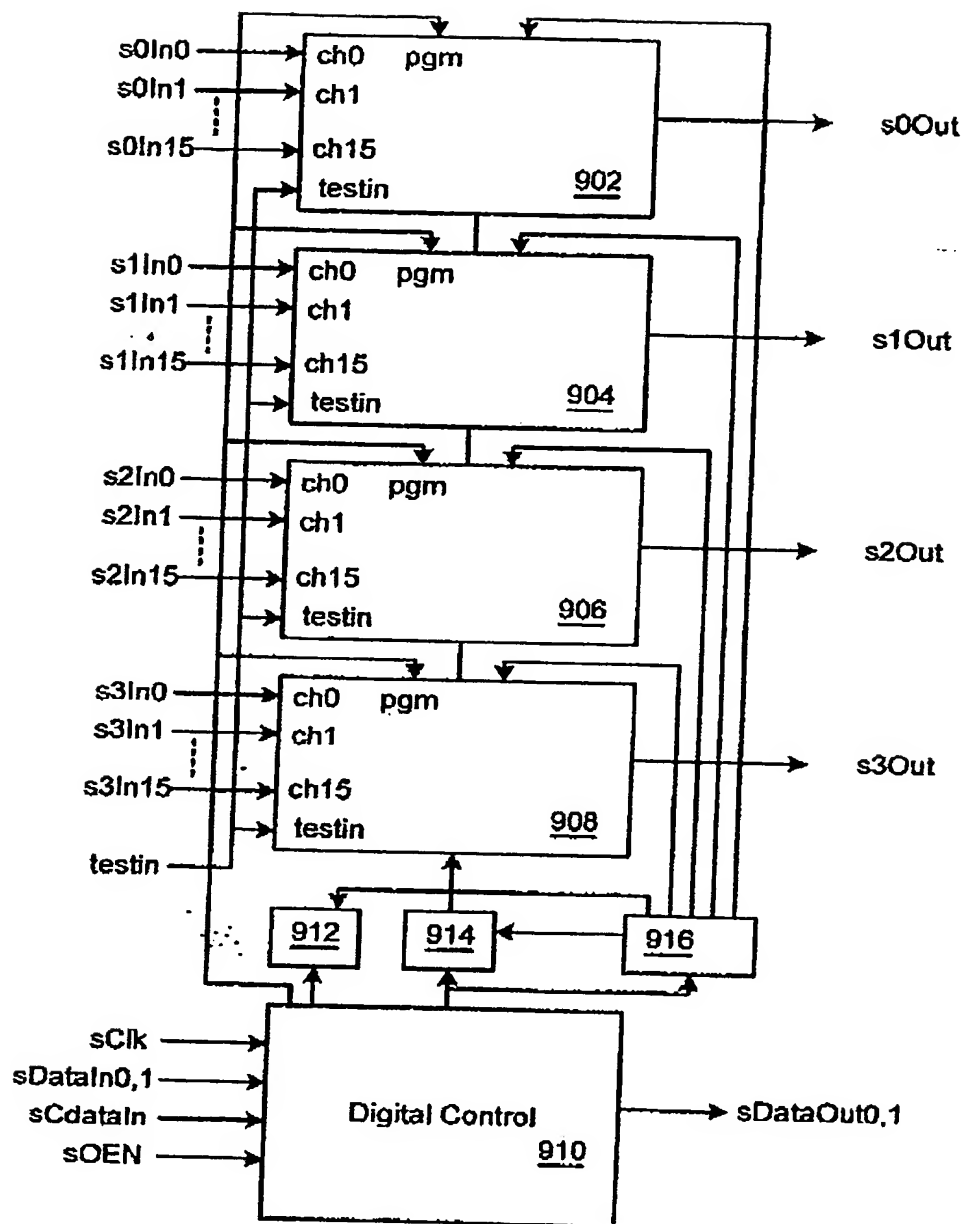 s0In0
ch0
pgm
s0In1
ch1
s0Out
s0In15
ch15
testin
902
s1In0
ch0
pgm
s1In1
ch1
s1Out
s1In15
ch15
testin
904
s2In0
ch0
pgm
s2In1
ch1
s2Out
s2In15
ch15
testin
906
s3In0
ch0
pgm
s3In1
ch1
s3Out
s3In15
ch15
testin
908
testin
912
914
916
sClk
sDataIn0,1
Digital Control
sDataOut0,1
sCdataIn
sOEN
910